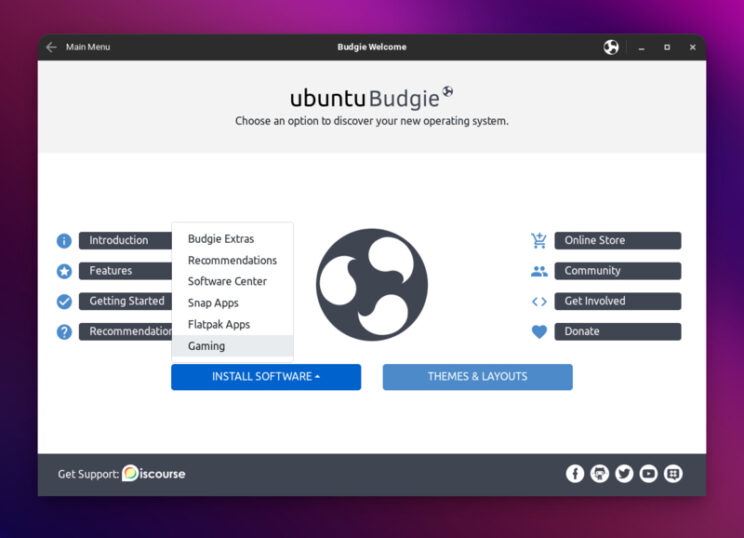 Main Menu
Budgie Welcome
ubuntu Budgie
Choose an option to discover your new operating system.
Introduction
Features
Getting Started
Recommendation
Budgie Extras
Recommendations
Software Center
Snap Apps
Flatpak Apps
Gaming
Online Store
Community
Get Involved
Donate
INSTALL SOFTWARE
THEMES & LAYOUTS
Get Support: Discourse